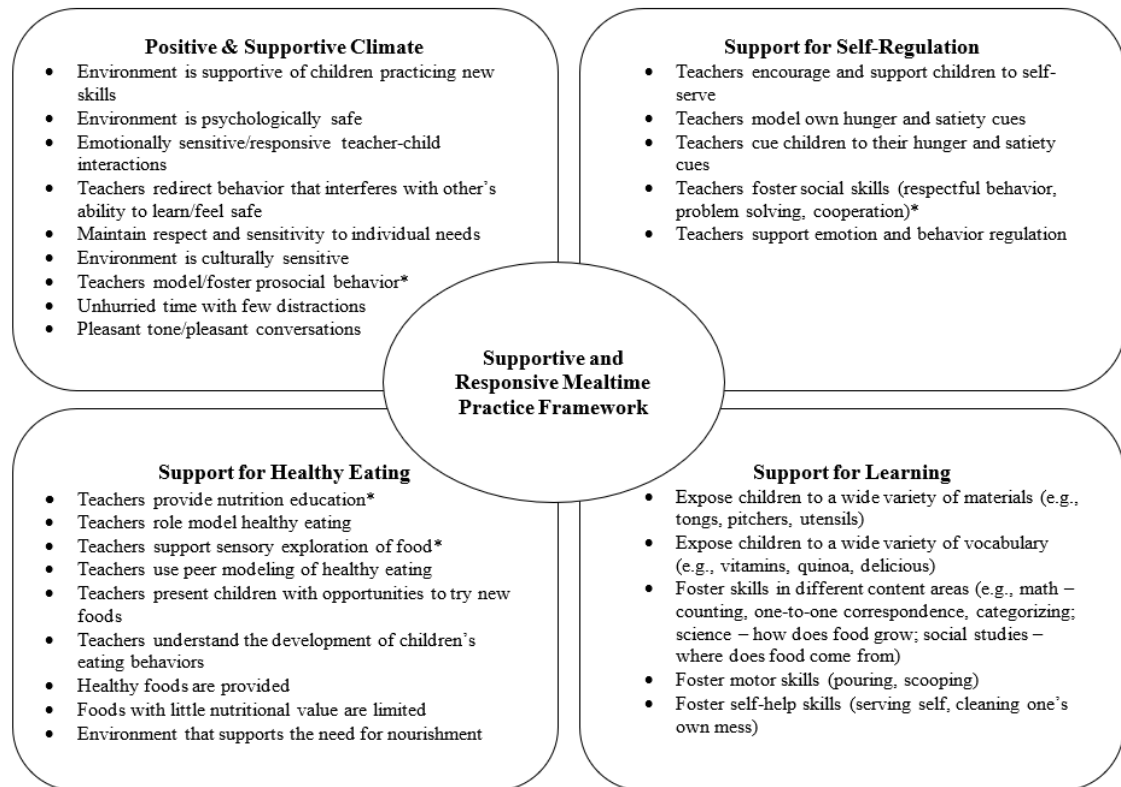 Positive & Supportive Climate
• Environment is supportive of children practicing new
skills
• Environment is psychologically safe
• Emotionally sensitive/responsive teacher-child
interactions
• Teachers redirect behavior that interferes with other's
ability to learn/feel safe
• Maintain respect and sensitivity to individual needs
• Environment is culturally sensitive
• Teachers model/foster prosocial behavior*
• Unhurried time with few distractions
• Pleasant tone/pleasant conversations
Support for Self-Regulation
• Teachers encourage and support children to self-
serve
• Teachers model own hunger and satiety cues
• Teachers cue children to their hunger and satiety
cues
• Teachers foster social skills (respectful behavior,
problem solving, cooperation)*
• Teachers support emotion and behavior regulation
Supportive and
Responsive Mealtime
Practice Framework
Support for Healthy Eating
• Teachers provide nutrition education*
• Teachers role model healthy eating
• Teachers support sensory exploration of food*
• Teachers use peer modeling of healthy eating
• Teachers present children with opportunities to try new
foods
• Teachers understand the development of children's
eating behaviors
• Healthy foods are provided
• Foods with little nutritional value are limited
• Environment that supports the need for nourishment
Support for Learning
• Expose children to a wide variety of materials (e.g.,
tongs, pitchers, utensils)
• Expose children to a wide variety of vocabulary
(e.g., vitamins, quinoa, delicious)
• Foster skills in different content areas (e.g., math –
counting, one-to-one correspondence, categorizing;
science – how does food grow; social studies –
where does food come from)
• Foster motor skills (pouring, scooping)
• Foster self-help skills (serving self, cleaning one's
own mess)